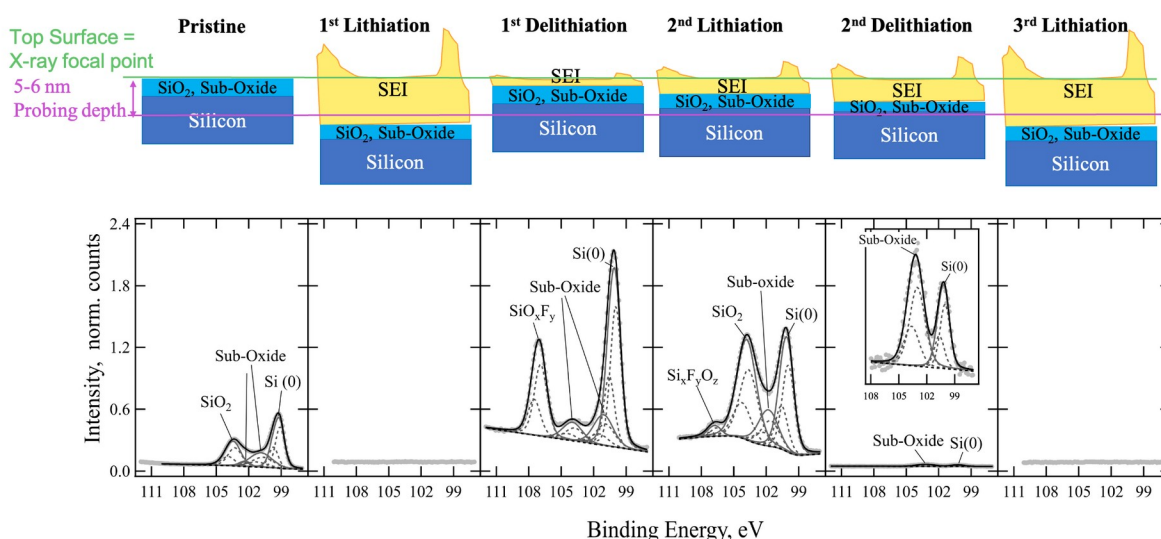 Pristine
1st Lithiation
1st Delithiation
2nd Lithiation
2nd Delithiation
3rd Lithiation
Top Surface =
X-ray focal point
5-6 nm
Probing depth
SiO2, Sub-Oxide
Silicon
SEI
SiO2, Sub-Oxide
Silicon
SEI
SiO2, Sub-Oxide
Silicon
SEI
SiO2, Sub-Oxide
Silicon
SEI
SiO2, Sub-Oxide
Silicon
SEI
SiO2, Sub-Oxide
Silicon
Intensity, norm. counts
2.4
1.8
1.2
0.6
0.0
Sub-Oxide
SiO2
Si (0)
Si(0)
Sub-Oxide
SiOxFy
Sub-oxide
SiO2
Si(0)
SixFyOz
Sub-Oxide
Si(0)
108 105 102 99
Sub-Oxide
Si(0)
111 108 105 102 99
111 108 105 102 99
111 108 105 102 99
111 108 105 102 99
111 108 105 102 99
111 108 105 102 99
Binding Energy, eV